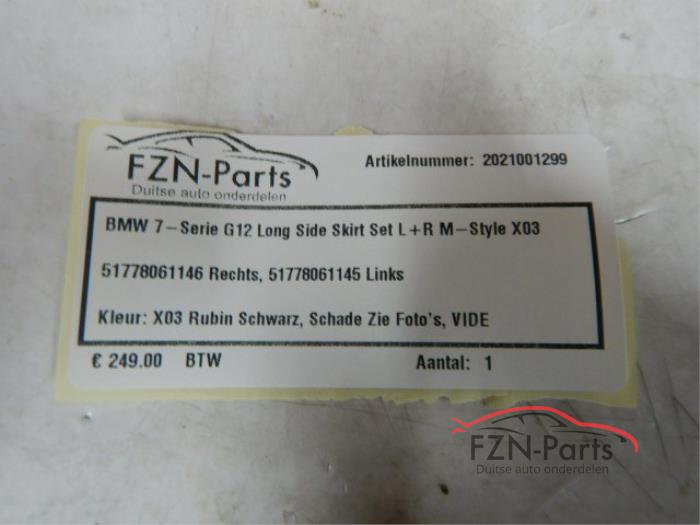 FZN-Parts
Duitse auto onderdelen
Artikelnummer: 2021001299
BMW 7-Serie G12 Long Side Skirt Set L+R M-Style X03
51778061146 Rechts, 51778061145 Links
Kleur: X03 Rubin Schwarz, Schade Zie Foto's, VIDE
€ 249.00 BTW
Aantal: 1
FZN-Parts
Duitse auto onderdelen